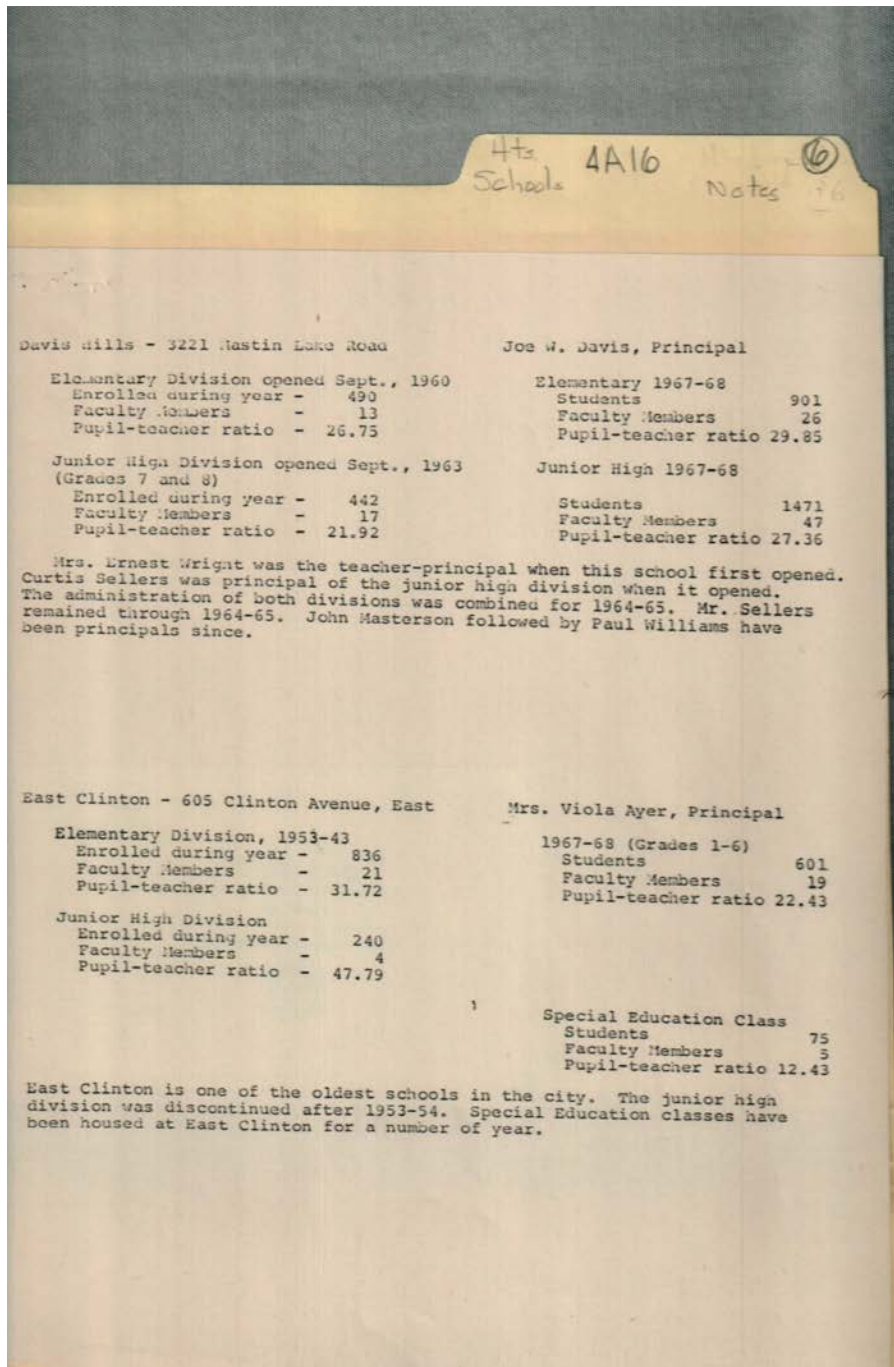 4ts. 4A16 6
Schools Notes
Davis Hills - 3221 Mastin Lake Road Joe W. Davis, Principal
Elementary Division opened Sept., 1960 Elementary 1967-68
Enrolled during year - 490 Students 901
Faculty Members - 13 Faculty Members 26
Pupil-teacher ratio - 26.75 Pupil-teacher ratio 29.85
Junior High Division opened Sept., 1963 Junior High 1967-68
(Grades 7 and 8)
Enrolled during year - 442 Students 1471
Faculty Members - 17 Faculty Members 47
Pupil-teacher ratio - 21.92 Pupil-teacher ratio 27.36
Mrs. Ernest Wright was the teacher-principal when this school first opened.
Curtis Sellers was principal of the junior high division when it opened.
The administration of both divisions was combined for 1964-65. Mr. Sellers
remained through 1964-65. John Masterson followed by Paul Williams have
been principals since.
East Clinton - 605 Clinton Avenue, East Mrs. Viola Ayer, Principal
Elementary Division, 1953-43 1967-68 (Grades 1-6)
Enrolled during year - 836 Students 601
Faculty Members - 21 Faculty Members 19
Pupil-teacher ratio - 31.72 Pupil-teacher ratio 22.43
Junior High Division
Enrolled during year - 240
Faculty Members - 4
Pupil-teacher ratio - 47.79
Special Education Class
Students 75
Faculty Members 5
Pupil-teacher ratio 12.43
East Clinton is one of the oldest schools in the city. The junior high
division was discontinued after 1953-54. Special Education classes have
been housed at East Clinton for a number of year.